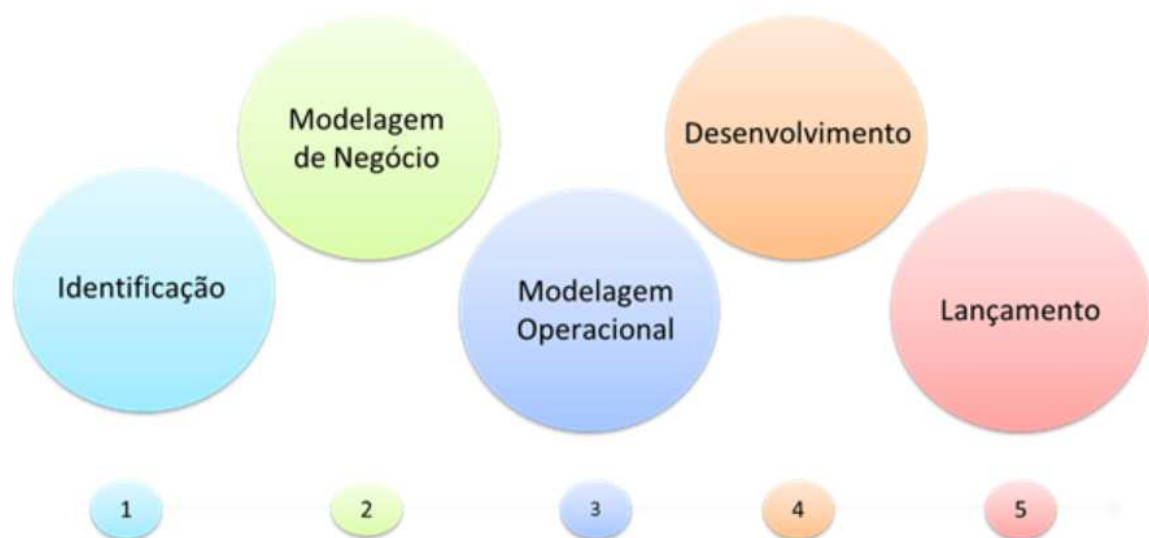 Identificação
Modelagem
de Negócio
Modelagem
Operacional
Desenvolvimento
Lançamento
1
2
3
4
5